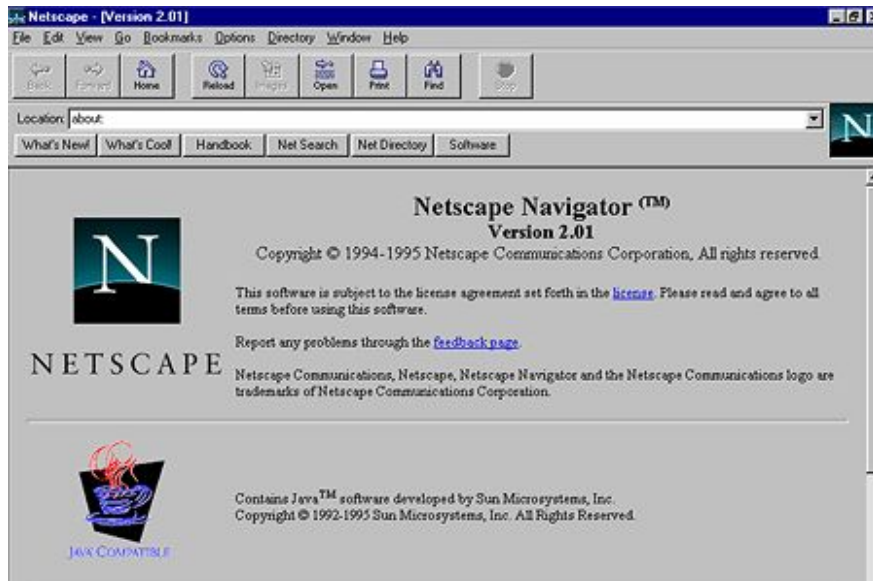 Netscape - [Version 2.01]
File Edit View Go Bookmarks Options Directory Window Help
Back Forward Home Reload Images Open Print Find Stop
Location: about:
N
What's New! What's Cool! Handbook Net Search Net Directory Software
Netscape Navigator (TM)
Version 2.01
Copyright © 1994-1995 Netscape Communications Corporation, All rights reserved.
N
This software is subject to the license agreement set forth in the license. Please read and agree to all
terms before using this software.
Report any problems through the feedback page.
NETSCAPE
Netscape Communications, Netscape, Netscape Navigator and the Netscape Communications logo are
trademarks of Netscape Communications Corporation.
Contains Java™ software developed by Sun Microsystems, Inc.
Copyright © 1992-1995 Sun Microsystems, Inc. All Rights Reserved.
JAVA COMPATIBLE